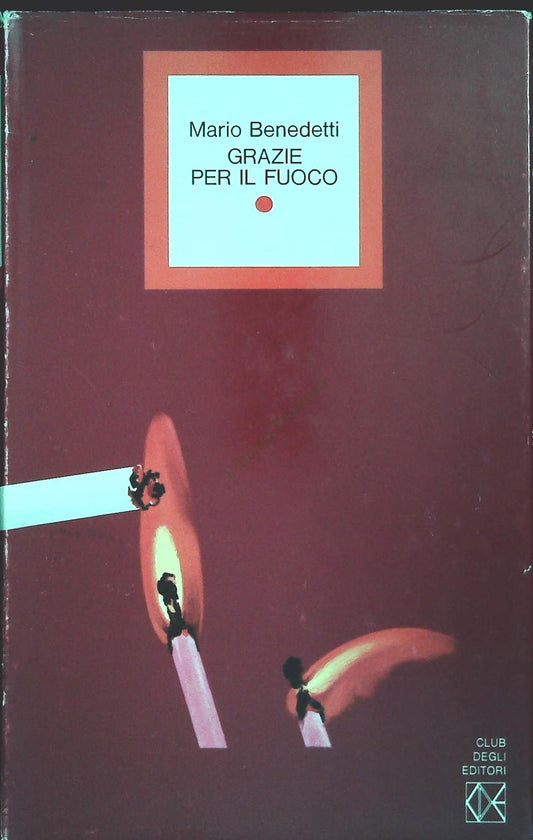 Mario Benedetti
GRAZIE
PER IL FUOCO
CLUB
DEGLI
EDITORI